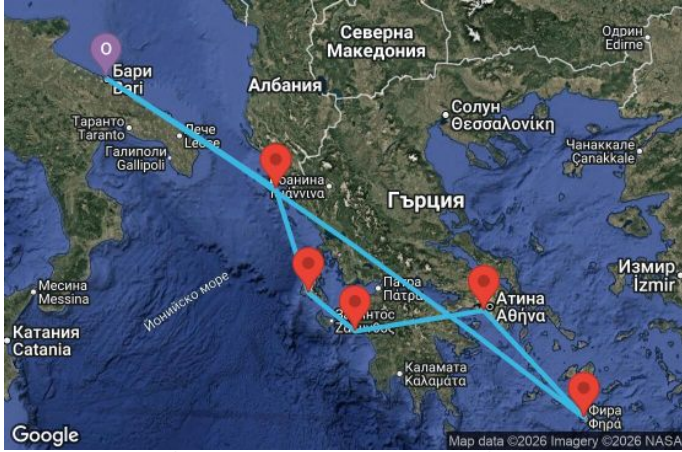 Северна
Македония
Одрин
Edirne
O
Бари
Bari
Албания
Солун
Θεσσαλονίκη
Таранто
Taranto
Лече
Lecce
Галиполи
Gallipoli
Чанаккале
Çanakkale
Гърция
Измир
İzmir
Месина
Messina
Йонийско море
Патра
Πάτρα
Атина
Αθήνα
Катания
Catania
Каламата
Καλαμάτα
Фира
Φηρά
Google
Map data ©2026 Imagery ©2026 NASA